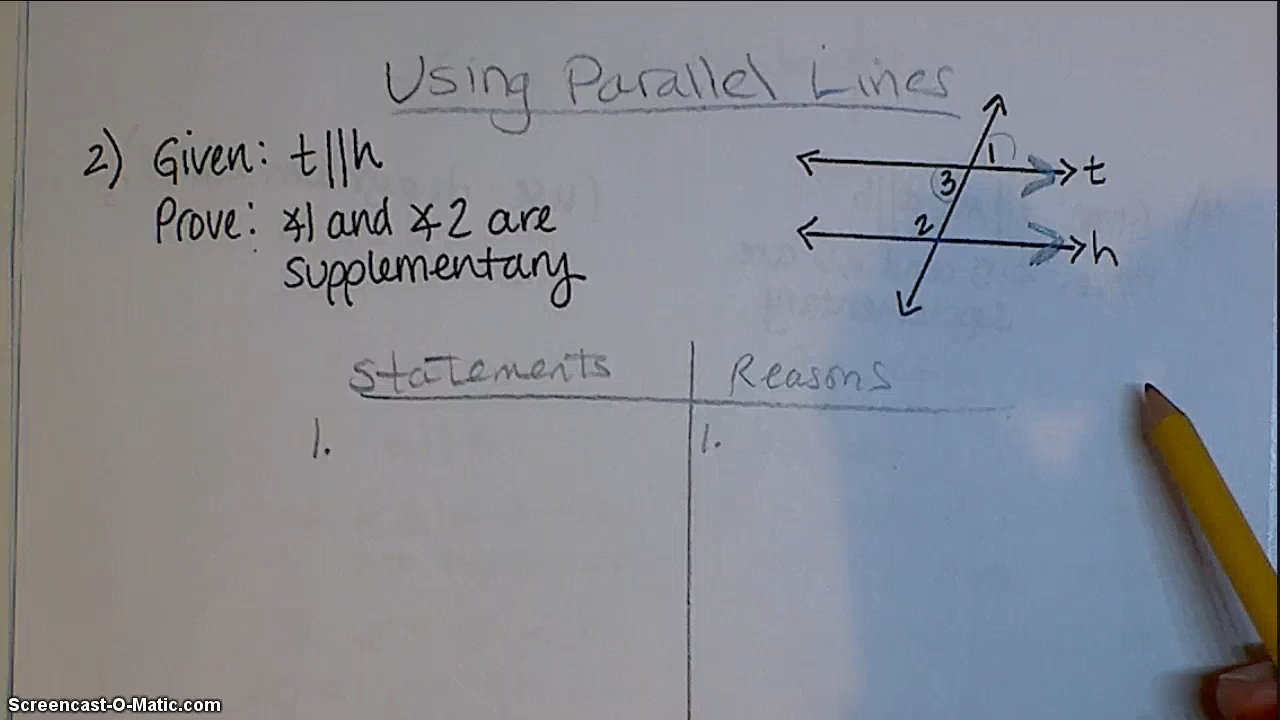 Using Parallel Lines
2) Given: t||h
Prove: ∡1 and ∡2 are
supplementary
1
t
3
2
h
Statements Reasons
1. 1.
Screencast-O-Matic.com